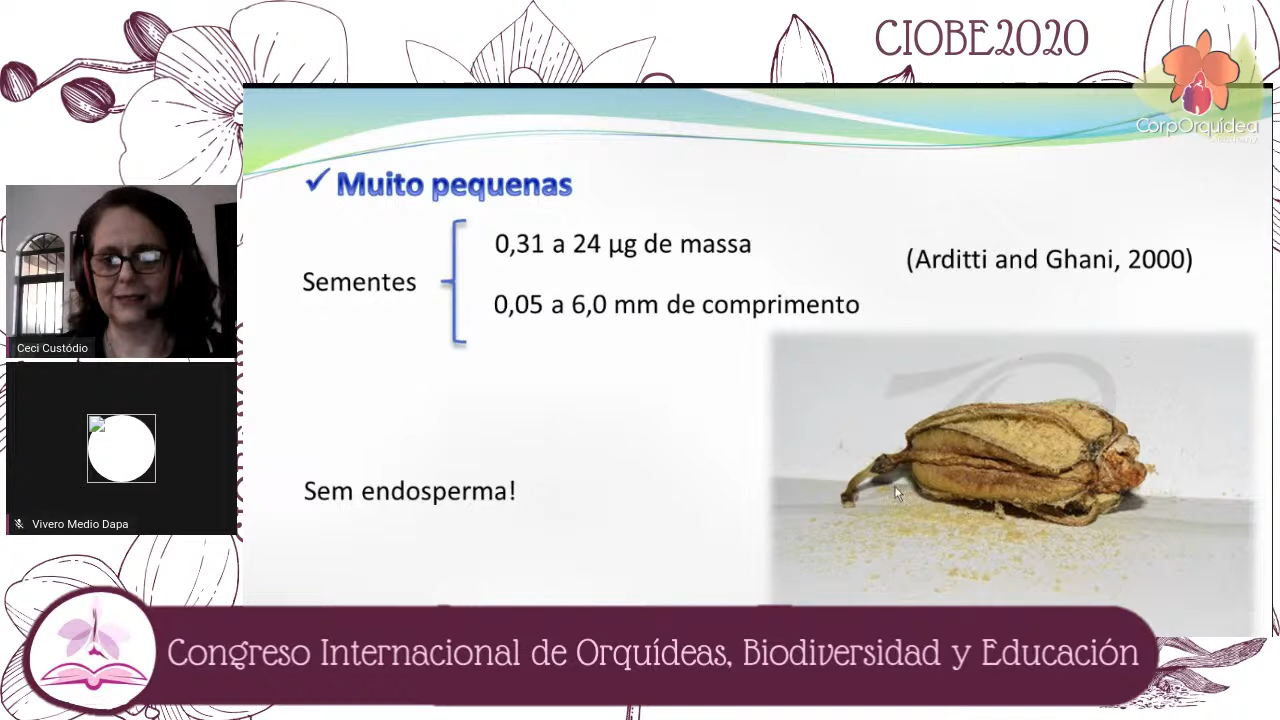 CIOBE2020
CorpOrquídea
✓ Muito pequenas
Sementes
0,31 a 24 µg de massa
0,05 a 6,0 mm de comprimento
(Arditti and Ghani, 2000)
Sem endosperma!
Ceci Custódio
Vivero Medio Dapa
Congreso Internacional de Orquídeas, Biodiversidad y Educación